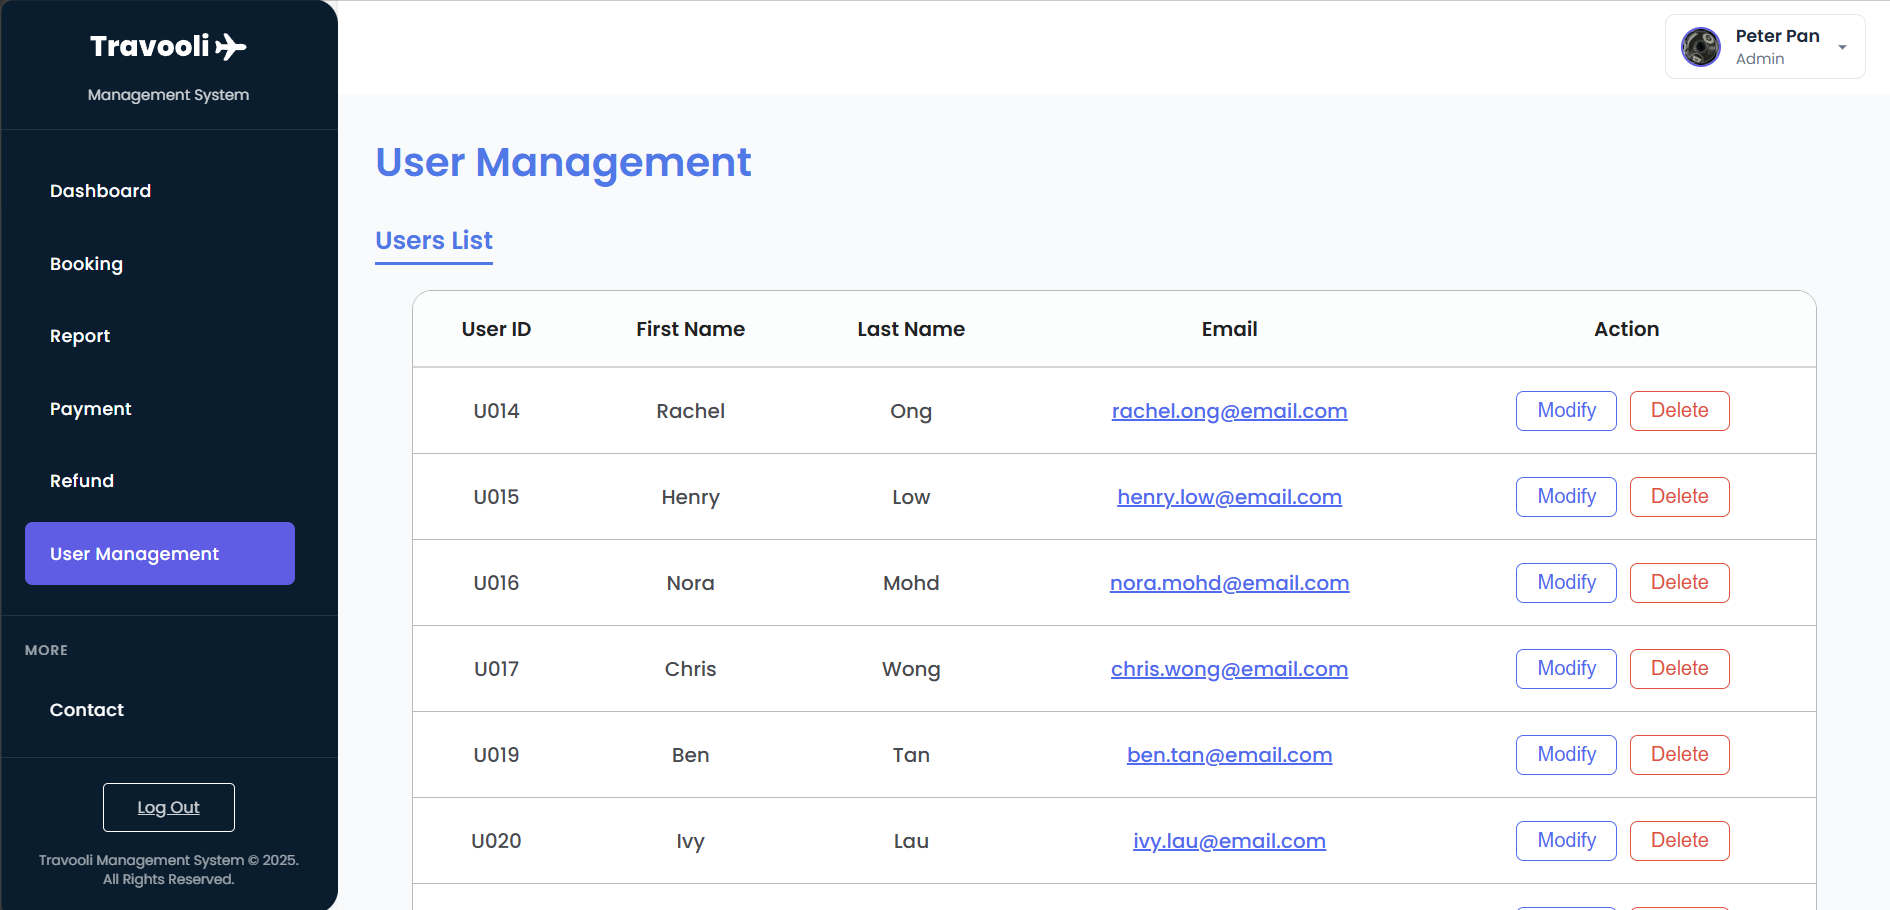 Travooli
Management System
Dashboard
Booking
Report
Payment
Refund
User Management
MORE
Contact
Log Out
Travooli Management System © 2025.
All Rights Reserved.
Peter Pan
Admin
User Management
Users List
User ID First Name Last Name Email Action
U014 Rachel Ong rachel.ong@email.com Modify Delete
U015 Henry Low henry.low@email.com Modify Delete
U016 Nora Mohd nora.mohd@email.com Modify Delete
U017 Chris Wong chris.wong@email.com Modify Delete
U019 Ben Tan ben.tan@email.com Modify Delete
U020 Ivy Lau ivy.lau@email.com Modify Delete